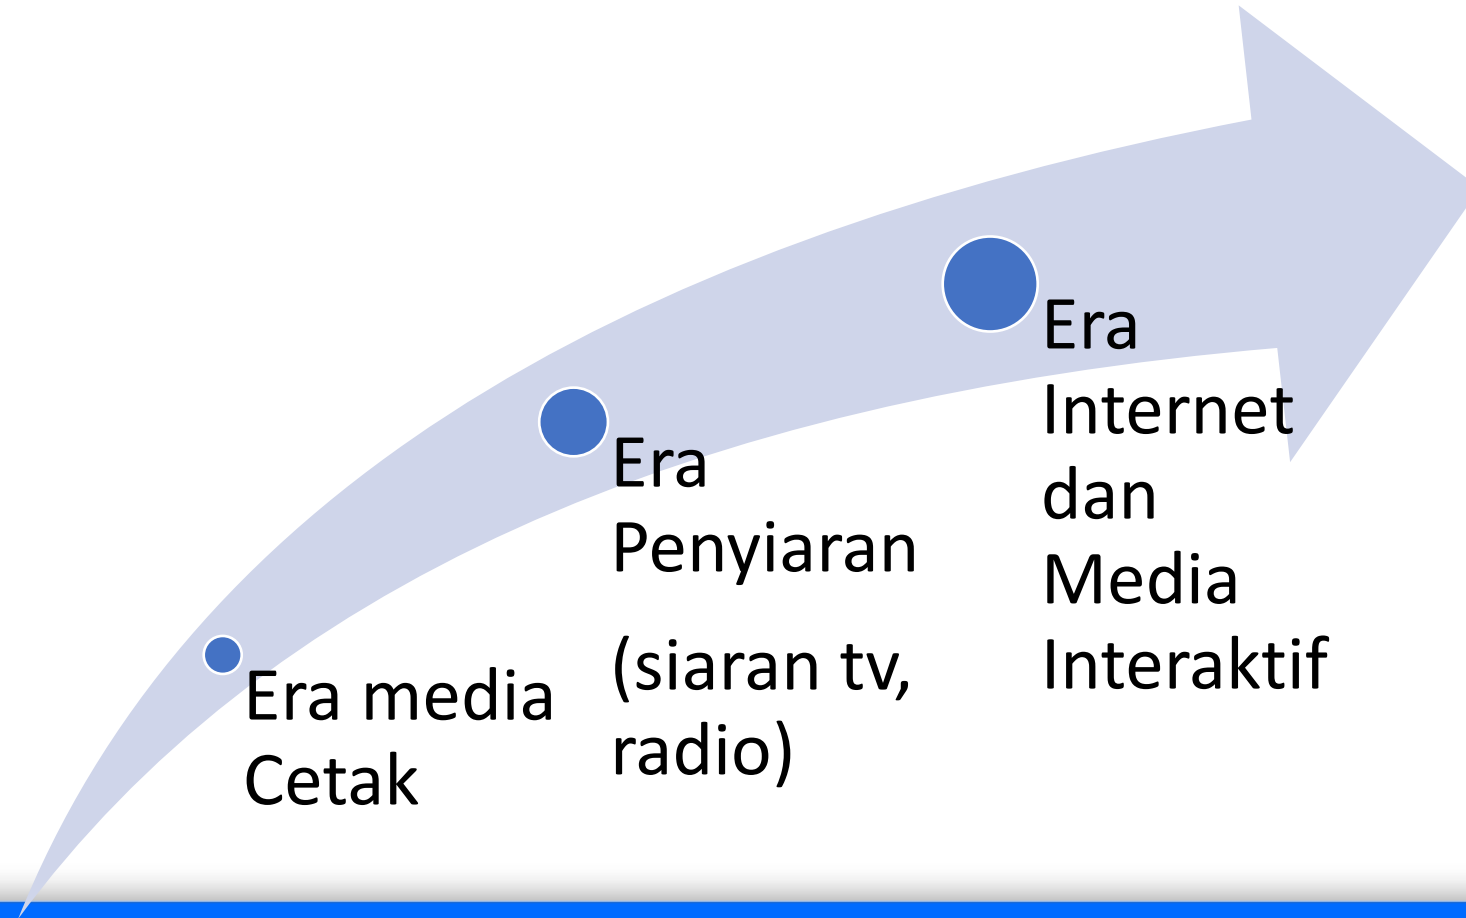 Era media
Cetak
Era
Penyiaran
(siaran tv,
radio)
Era
Internet
dan
Media
Interaktif